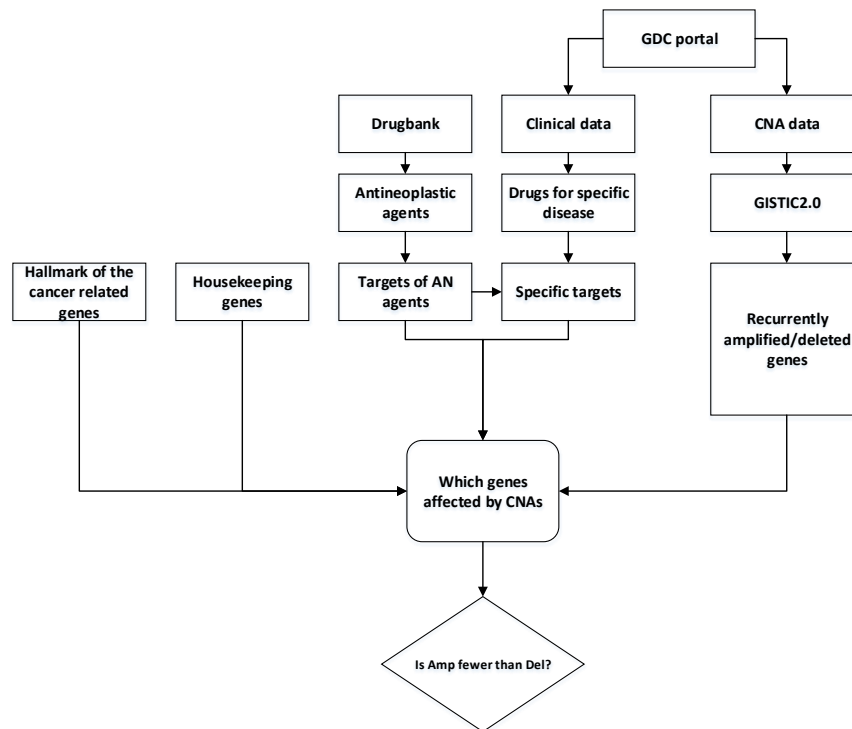 GDC portal
Drugbank
Clinical data
CNA data
Antineoplastic
agents
Drugs for specific
disease
GISTIC2.0
Hallmark of the
cancer related
genes
Housekeeping
genes
Targets of AN
agents
Specific targets
Recurrently
amplified/deleted
genes
Which genes
affected by CNAs
Is Amp fewer than Del?